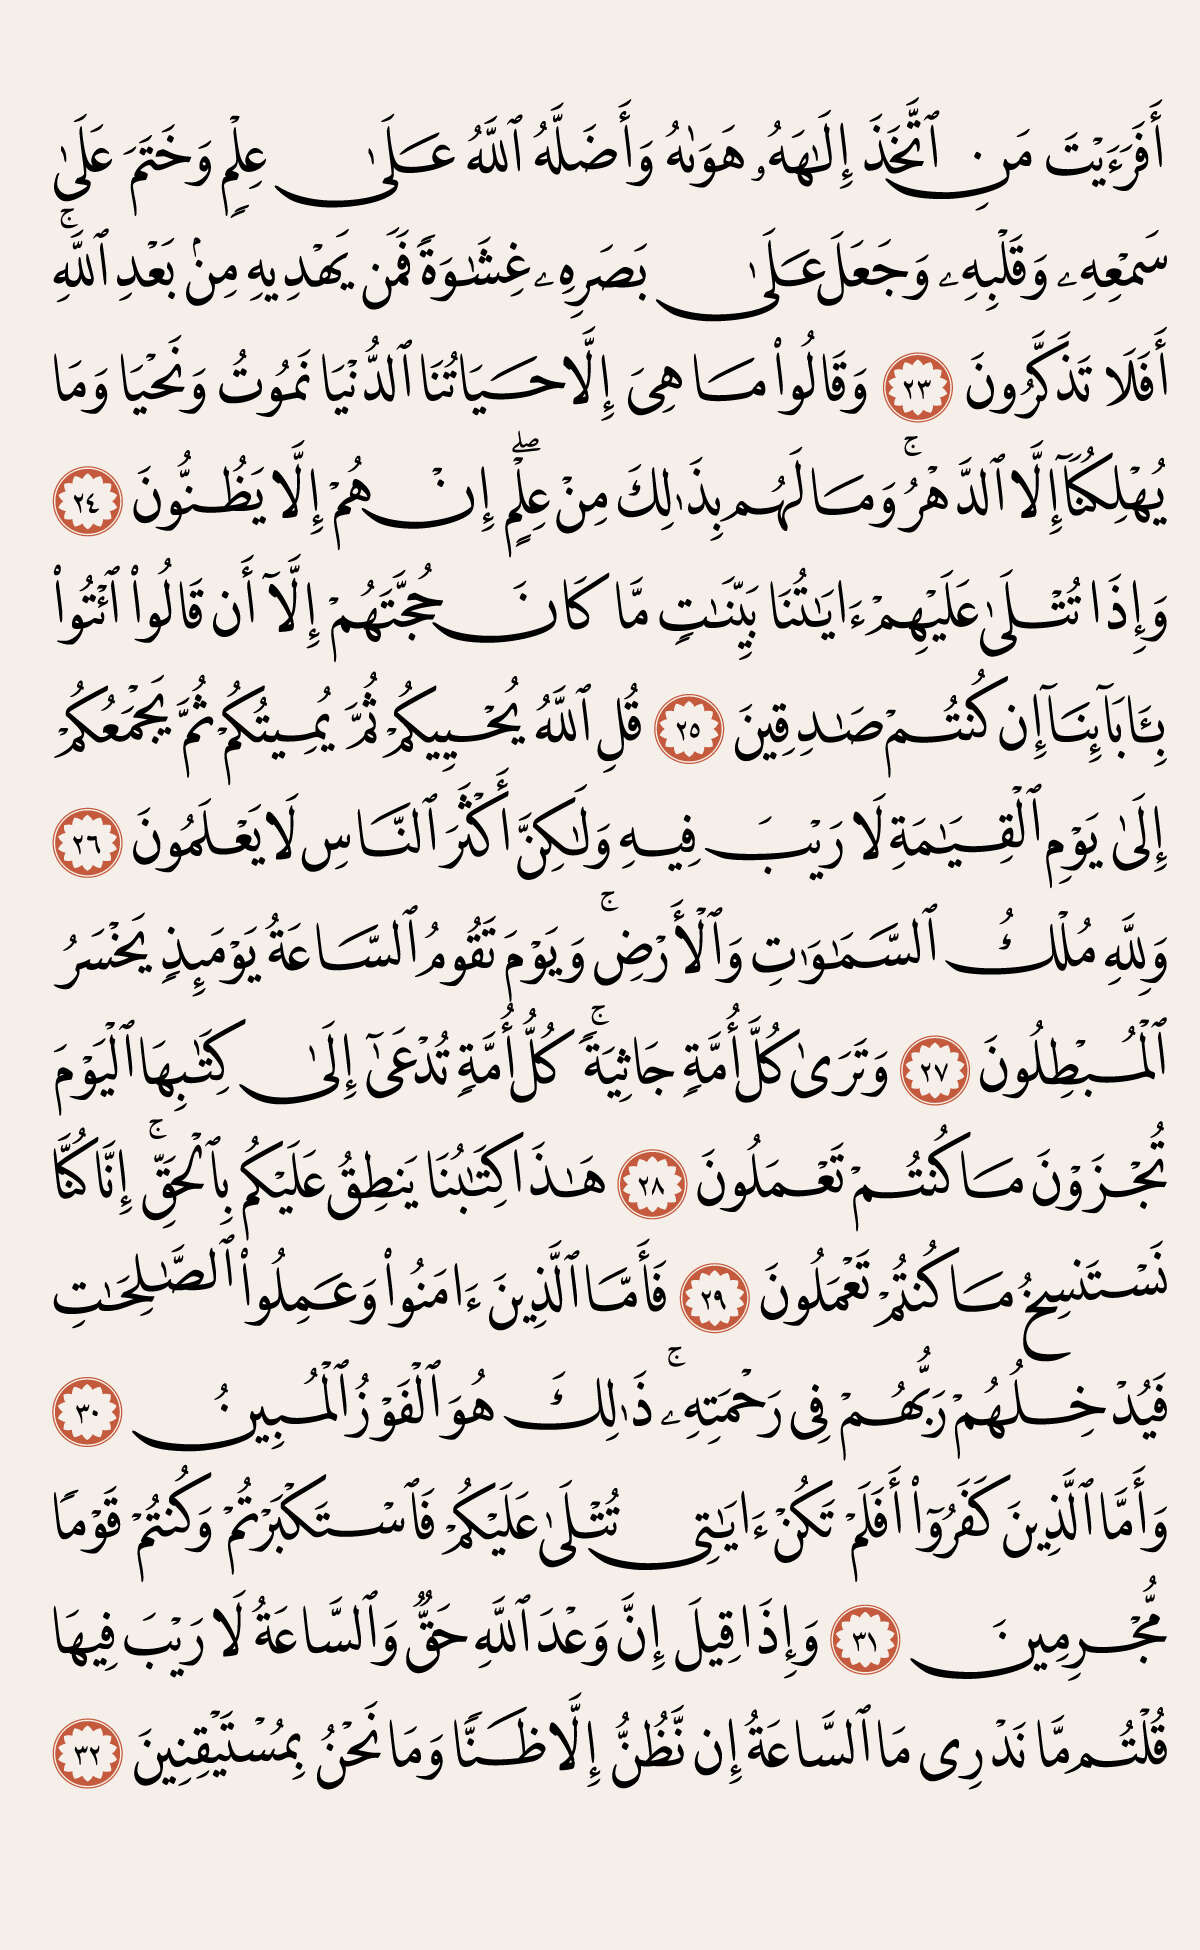 أَفَرَءَيْتَ مَنِ ٱتَّخَذَ إِلَـٰهَهُۥ هَوَىٰهُ وَأَضَلَّهُ ٱللَّهُ عَلَىٰ عِلْمٍ وَخَتَمَ عَلَىٰ
سَمْعِهِۦ وَقَلْبِهِۦ وَجَعَلَ عَلَىٰ بَصَرِهِۦ غِشَـٰوَةً فَمَن يَهْدِيهِ مِنۢ بَعْدِ ٱللَّهِ ۚ
أَفَلَا تَذَكَّرُونَ ٢٣ وَقَالُوا۟ مَا هِىَ إِلَّا حَيَاتُنَا ٱلدُّنْيَا نَمُوتُ وَنَحْيَا وَمَا
يُهْلِكُنَآ إِلَّا ٱلدَّهْرُ ۚ وَمَا لَهُم بِذَٰلِكَ مِنْ عِلْمٍ ۖ إِنْ هُمْ إِلَّا يَظُنُّونَ ٢٤
وَإِذَا تُتْلَىٰ عَلَيْهِمْ ءَايَـٰتُنَا بَيِّنَـٰتٍ مَّا كَانَ حُجَّتَهُمْ إِلَّآ أَن قَالُوا۟ ٱئْتُوا۟
بِـَٔابَآئِنَآ إِن كُنتُمْ صَـٰدِقِينَ ٢٥ قُلِ ٱللَّهُ يُحْيِيكُمْ ثُمَّ يُمِيتُكُمْ ثُمَّ يَجْمَعُكُمْ
إِلَىٰ يَوْمِ ٱلْقِيَـٰمَةِ لَا رَيْبَ فِيهِ وَلَـٰكِنَّ أَكْثَرَ ٱلنَّاسِ لَا يَعْلَمُونَ ٢٦
وَلِلَّهِ مُلْكُ ٱلسَّمَـٰوَٰتِ وَٱلْأَرْضِ ۚ وَيَوْمَ تَقُومُ ٱلسَّاعَةُ يَوْمَئِذٍ يَخْسَرُ
ٱلْمُبْطِلُونَ ٢٧ وَتَرَىٰ كُلَّ أُمَّةٍ جَاثِيَةً ۚ كُلُّ أُمَّةٍ تُدْعَىٰٓ إِلَىٰ كِتَـٰبِهَا ٱلْيَوْمَ
تُجْزَوْنَ مَا كُنتُمْ تَعْمَلُونَ ٢٨ هَـٰذَا كِتَـٰبُنَا يَنطِقُ عَلَيْكُم بِٱلْحَقِّ ۚ إِنَّا كُنَّا
نَسْتَنسِخُ مَا كُنتُمْ تَعْمَلُونَ ٢٩ فَأَمَّا ٱلَّذِينَ ءَامَنُوا۟ وَعَمِلُوا۟ ٱلصَّـٰلِحَـٰتِ
فَيُدْخِلُهُمْ رَبُّهُمْ فِى رَحْمَتِهِۦ ۚ ذَٰلِكَ هُوَ ٱلْفَوْزُ ٱلْمُبِينُ ٣٠
وَأَمَّا ٱلَّذِينَ كَفَرُوٓا۟ أَفَلَمْ تَكُنْ ءَايَـٰتِى تُتْلَىٰ عَلَيْكُمْ فَٱسْتَكْبَرْتُمْ وَكُنتُمْ قَوْمًا
مُّجْرِمِينَ ٣١ وَإِذَا قِيلَ إِنَّ وَعْدَ ٱللَّهِ حَقٌّ وَٱلسَّاعَةُ لَا رَيْبَ فِيهَا
قُلْتُم مَّا نَدْرِى مَا ٱلسَّاعَةُ إِن نَّظُنُّ إِلَّا ظَنًّا وَمَا نَحْنُ بِمُسْتَيْقِنِينَ ٣٢